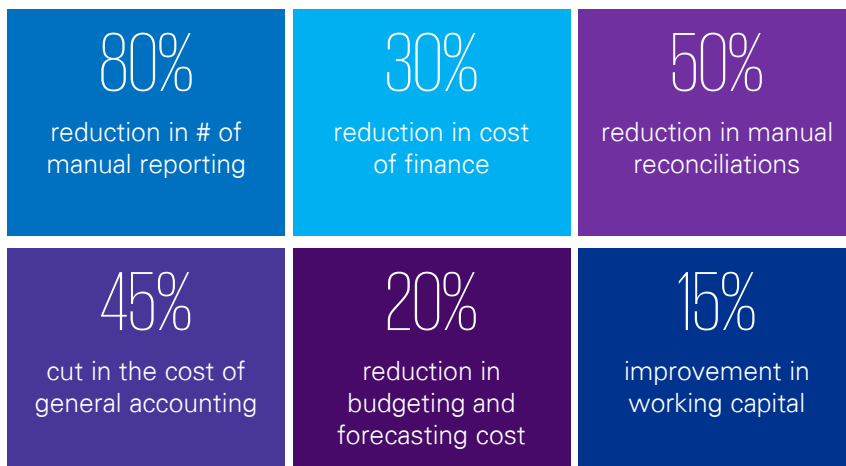 80%
reduction in # of
manual reporting
30%
reduction in cost
of finance
50%
reduction in manual
reconciliations
45%
cut in the cost of
general accounting
20%
reduction in
budgeting and
forecasting cost
15%
improvement in
working capital